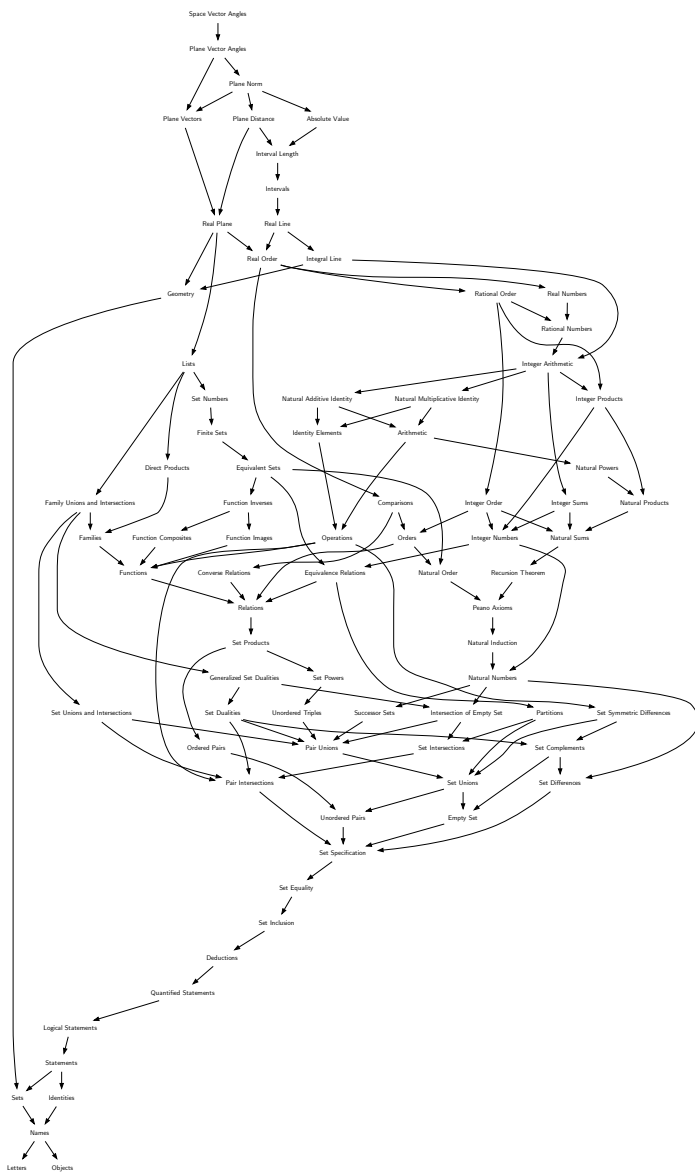 Space Vector Angles
Plane Vector Angles
Plane Norm
Plane Vectors Plane Distance Absolute Value
Interval Length
Intervals
Real Plane Real Line
Real Order Integral Line
Geometry Rational Order Real Numbers
Rational Numbers
Lists Integer Arithmetic
Set Numbers Natural Additive Identity Natural Multiplicative Identity Integer Products
Finite Sets Identity Elements Arithmetic
Direct Products Equivalent Sets Natural Powers
Family Unions and Intersections Function Inverses Comparisons Integer Order Integer Sums Natural Products
Families Function Composites Function Images Operations Orders Integer Numbers Natural Sums
Functions Converse Relations Equivalence Relations Natural Order Recursion Theorem
Relations Peano Axioms
Set Products Natural Induction
Generalized Set Dualities Set Powers Natural Numbers
Set Unions and Intersections Set Dualities Unordered Triples Successor Sets Intersection of Empty Set Partitions Set Symmetric Differences
Ordered Pairs Pair Unions Set Intersections Set Complements
Pair Intersections Set Unions Set Differences
Unordered Pairs Empty Set
Set Specification
Set Equality
Set Inclusion
Deductions
Quantified Statements
Logical Statements
Statements
Sets Identities
Names
Letters Objects